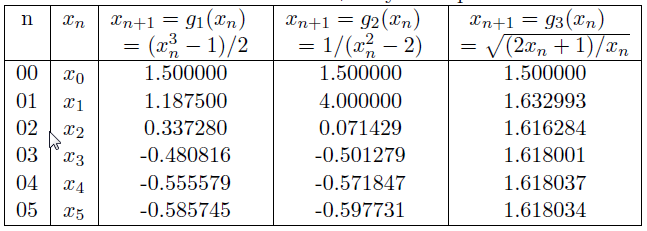 n x_n x_{n+1} = g_1(x_n) x_{n+1} = g_2(x_n) x_{n+1} = g_3(x_n)
= (x_n^3 − 1)/2 = 1/(x_n^2 − 2) = √(2x_n + 1)/x_n
00 x_0 1.500000 1.500000 1.500000
01 x_1 1.187500 4.000000 1.632993
02 x_2 0.337280 0.071429 1.616284
03 x_3 -0.480816 -0.501279 1.618001
04 x_4 -0.555579 -0.571847 1.618037
05 x_5 -0.585745 -0.597731 1.618034